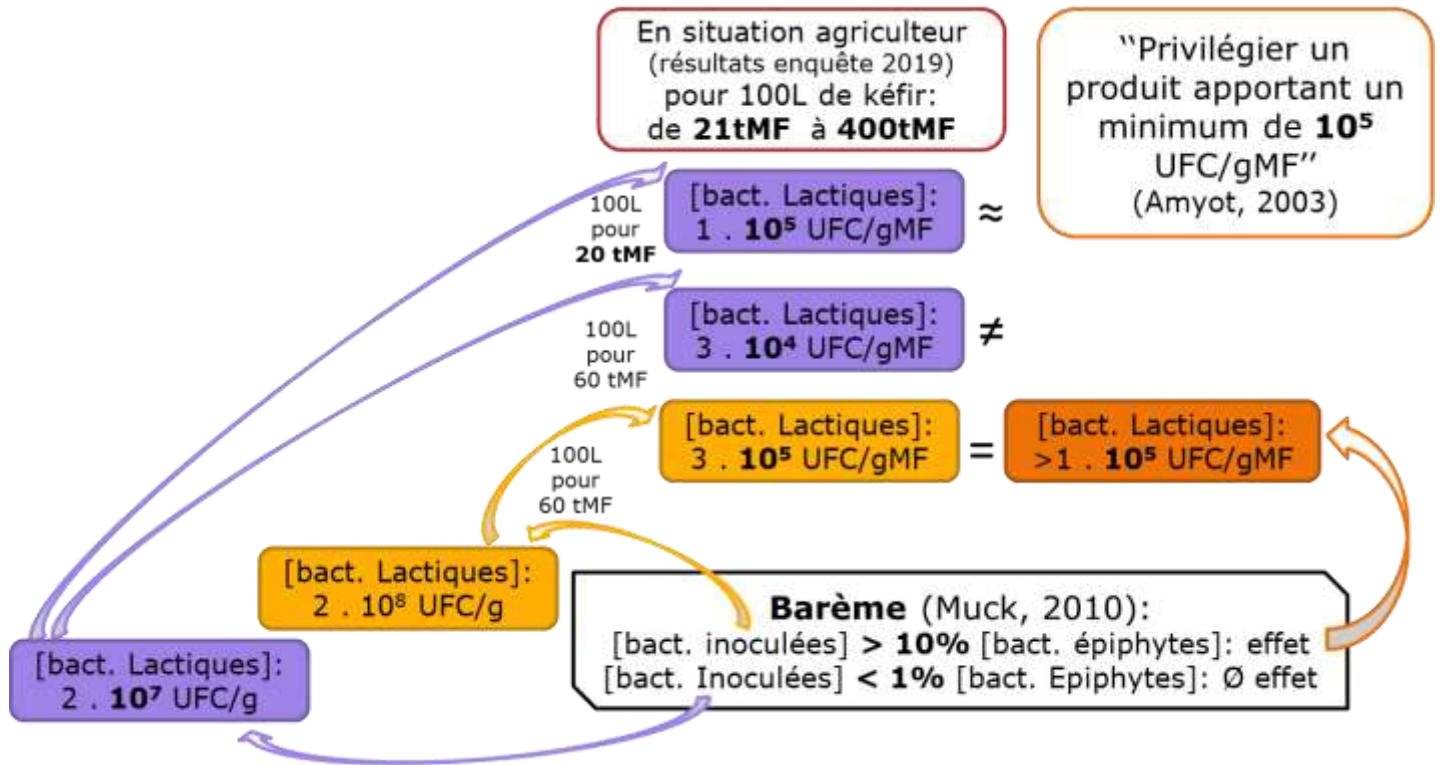 En situation agriculteur
(résultats enquête 2019)
pour 100L de kéfir:
de 21tMF à 400tMF
‘‘Privilégier un
produit apportant un
minimum de 10⁵
UFC/gMF’’
(Amyot, 2003)
100L
pour
20 tMF
[bact. Lactiques]:
1 . 10⁵ UFC/gMF
≈
100L
pour
60 tMF
[bact. Lactiques]:
3 . 10⁴ UFC/gMF
≠
100L
pour
60 tMF
[bact. Lactiques]:
3 . 10⁵ UFC/gMF
=
[bact. Lactiques]:
>1 . 10⁵ UFC/gMF
[bact. Lactiques]:
2 . 10⁸ UFC/g
[bact. Lactiques]:
2 . 10⁷ UFC/g
Barème (Muck, 2010):
[bact. inoculées] > 10% [bact. épiphytes]: effet
[bact. Inoculées] < 1% [bact. Epiphytes]: Ø effet